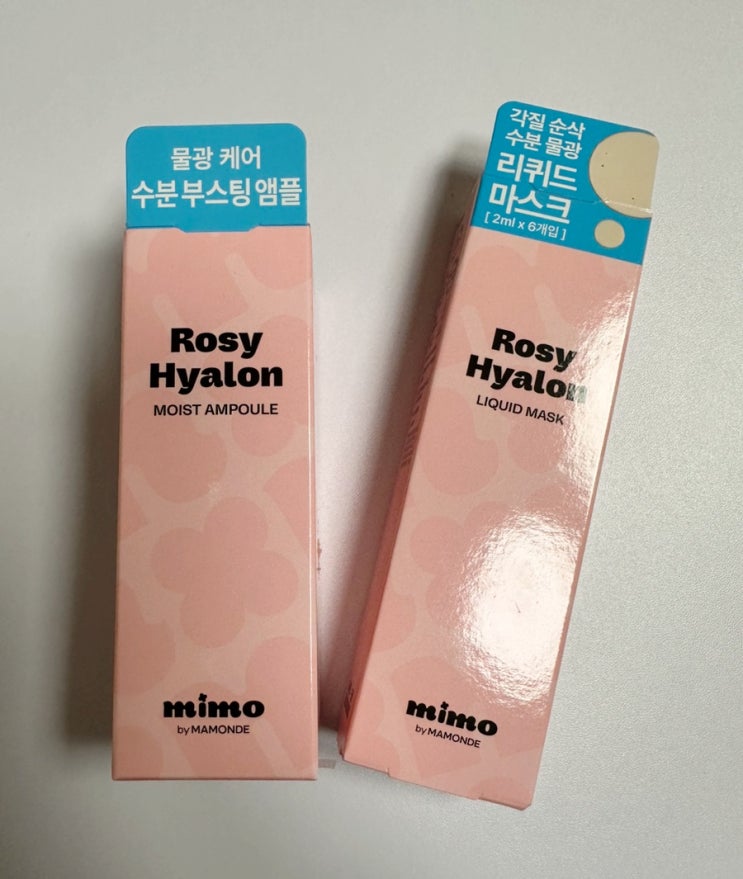 물광 케어
수분 부스팅 앰플
Rosy
Hyalon
MOIST AMPOULE
mimo
by MAMONDE
각질 순삭
수분 물광
리퀴드
마스크
[ 2ml x 6개입 ]
Rosy
Hyalon
LIQUID MASK
mimo
by MAMONDE